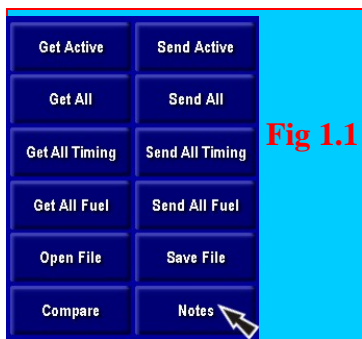 Get Active Send Active
Get All Send All
Fig 1.1
Get All Timing Send All Timing
Get All Fuel Send All Fuel
Open File Save File
Compare Notes